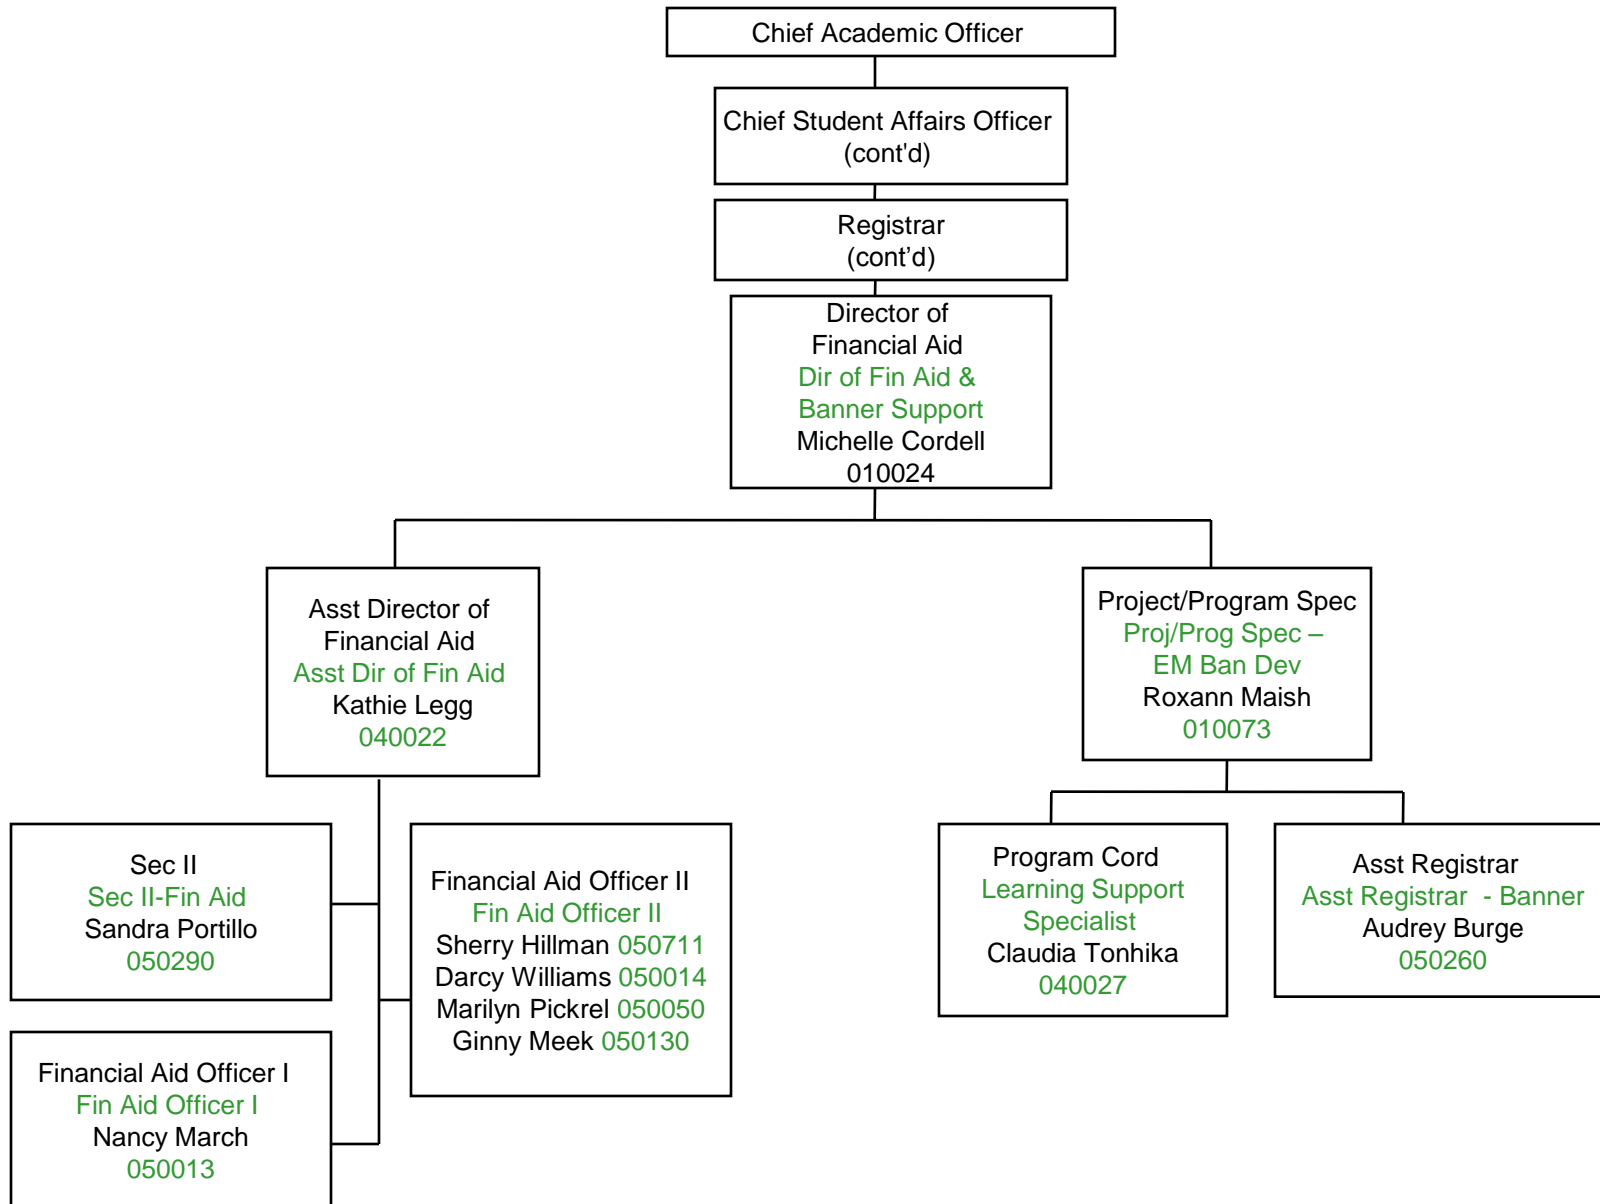 Chief Academic Officer
Chief Student Affairs Officer
(cont'd)
Registrar
(cont’d)
Director of
Financial Aid
Dir of Fin Aid &
Banner Support
Michelle Cordell
010024
Asst Director of
Financial Aid
Asst Dir of Fin Aid
Kathie Legg
040022
Project/Program Spec
Proj/Prog Spec –
EM Ban Dev
Roxann Maish
010073
Sec II
Sec II-Fin Aid
Sandra Portillo
050290
Financial Aid Officer II
Fin Aid Officer II
Sherry Hillman 050711
Darcy Williams 050014
Marilyn Pickrel 050050
Ginny Meek 050130
Program Cord
Learning Support
Specialist
Claudia Tonhika
040027
Asst Registrar
Asst Registrar - Banner
Audrey Burge
050260
Financial Aid Officer I
Fin Aid Officer I
Nancy March
050013